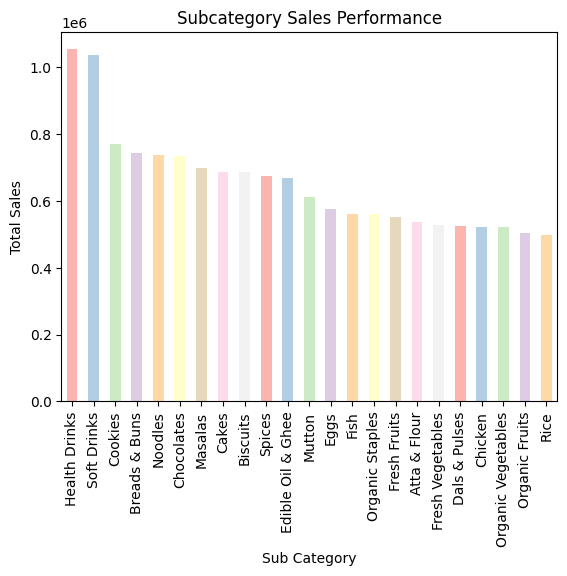 Subcategory Sales Performance
1e6
Total Sales
1.0
0.8
0.6
0.4
0.2
0.0
Health Drinks
Soft Drinks
Cookies
Breads & Buns
Noodles
Chocolates
Masalas
Cakes
Biscuits
Spices
Edible Oil & Ghee
Mutton
Eggs
Fish
Organic Staples
Fresh Fruits
Atta & Flour
Fresh Vegetables
Dals & Pulses
Chicken
Organic Vegetables
Organic Fruits
Rice
Sub Category